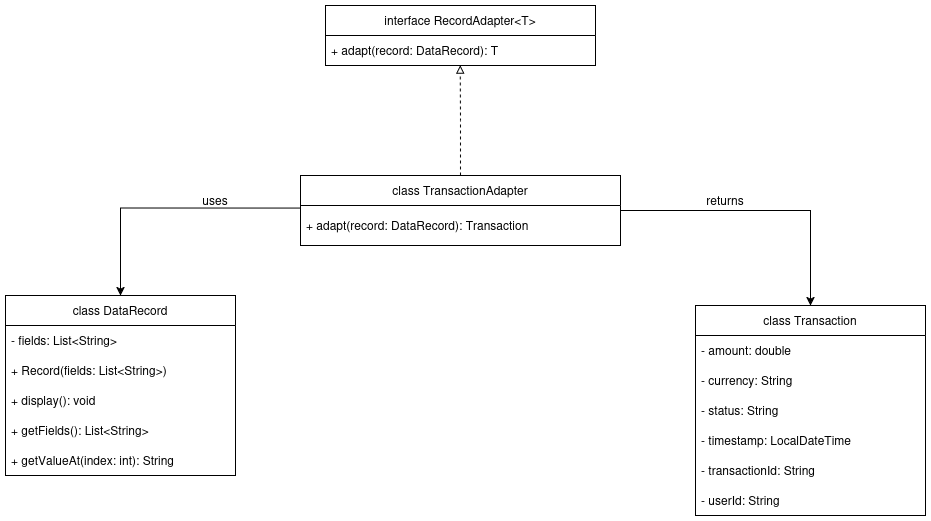 interface RecordAdapter<T>
+ adapt(record: DataRecord): T
class TransactionAdapter
+ adapt(record: DataRecord): Transaction
uses
returns
class DataRecord
- fields: List<String>
+ Record(fields: List<String>)
+ display(): void
+ getFields(): List<String>
+ getValueAt(index: int): String
class Transaction
- amount: double
- currency: String
- status: String
- timestamp: LocalDateTime
- transactionId: String
- userId: String